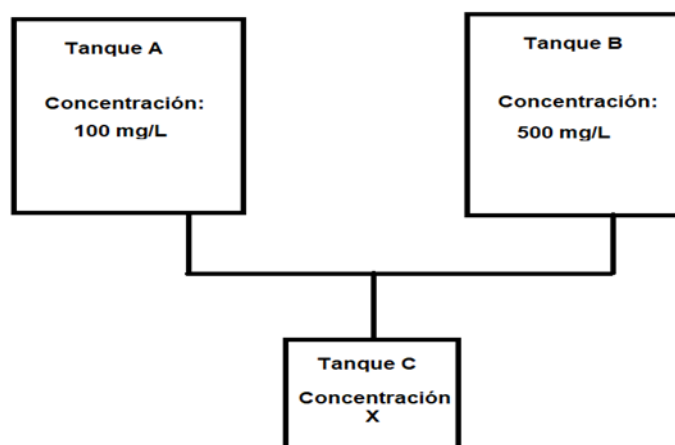 Tanque A
Concentración:
100 mg/L
Tanque B
Concentración:
500 mg/L
Tanque C
Concentración
X